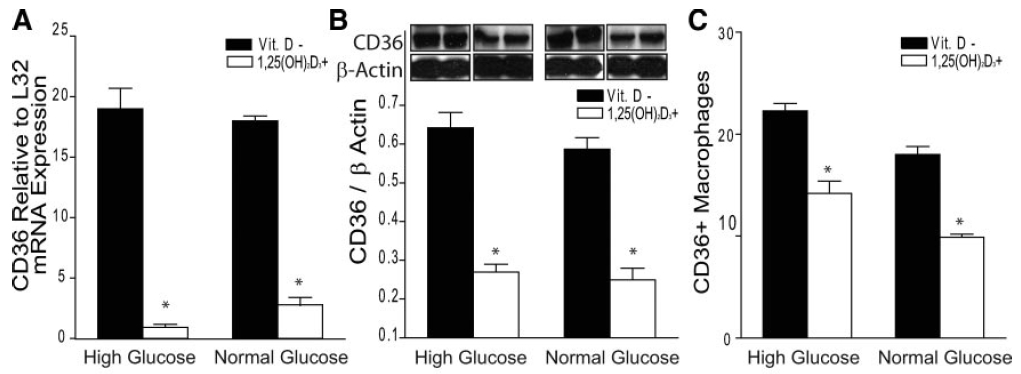 A
CD36 Relative to L32
mRNA Expression
25
20
15
10
5
0
Vit. D -
1,25(OH)₂D₃+
*
*
High Glucose
Normal Glucose
B
CD36
β-Actin
CD36 / β Actin
0.7
0.6
0.5
0.4
0.3
0.2
0.1
Vit. D -
1,25(OH)₂D₃+
*
*
High Glucose
Normal Glucose
C
CD36+ Macrophages
30
20
10
0
Vit. D -
1,25(OH)₂D₃+
*
*
High Glucose
Normal Glucose